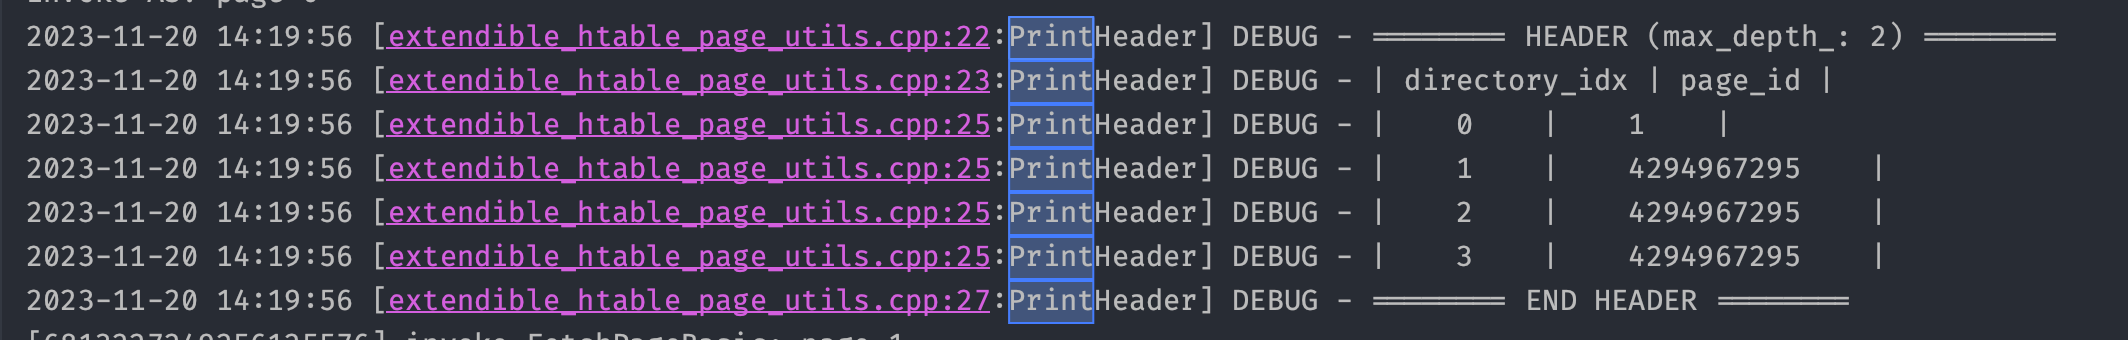 2023-11-20 14:19:56 [extendible_htable_page_utils.cpp:22:PrintHeader] DEBUG - ======== HEADER (max_depth_: 2) ========
2023-11-20 14:19:56 [extendible_htable_page_utils.cpp:23:PrintHeader] DEBUG - | directory_idx | page_id |
2023-11-20 14:19:56 [extendible_htable_page_utils.cpp:25:PrintHeader] DEBUG - | 0 | 1 |
2023-11-20 14:19:56 [extendible_htable_page_utils.cpp:25:PrintHeader] DEBUG - | 1 | 4294967295 |
2023-11-20 14:19:56 [extendible_htable_page_utils.cpp:25:PrintHeader] DEBUG - | 2 | 4294967295 |
2023-11-20 14:19:56 [extendible_htable_page_utils.cpp:25:PrintHeader] DEBUG - | 3 | 4294967295 |
2023-11-20 14:19:56 [extendible_htable_page_utils.cpp:27:PrintHeader] DEBUG - ======== END HEADER ========